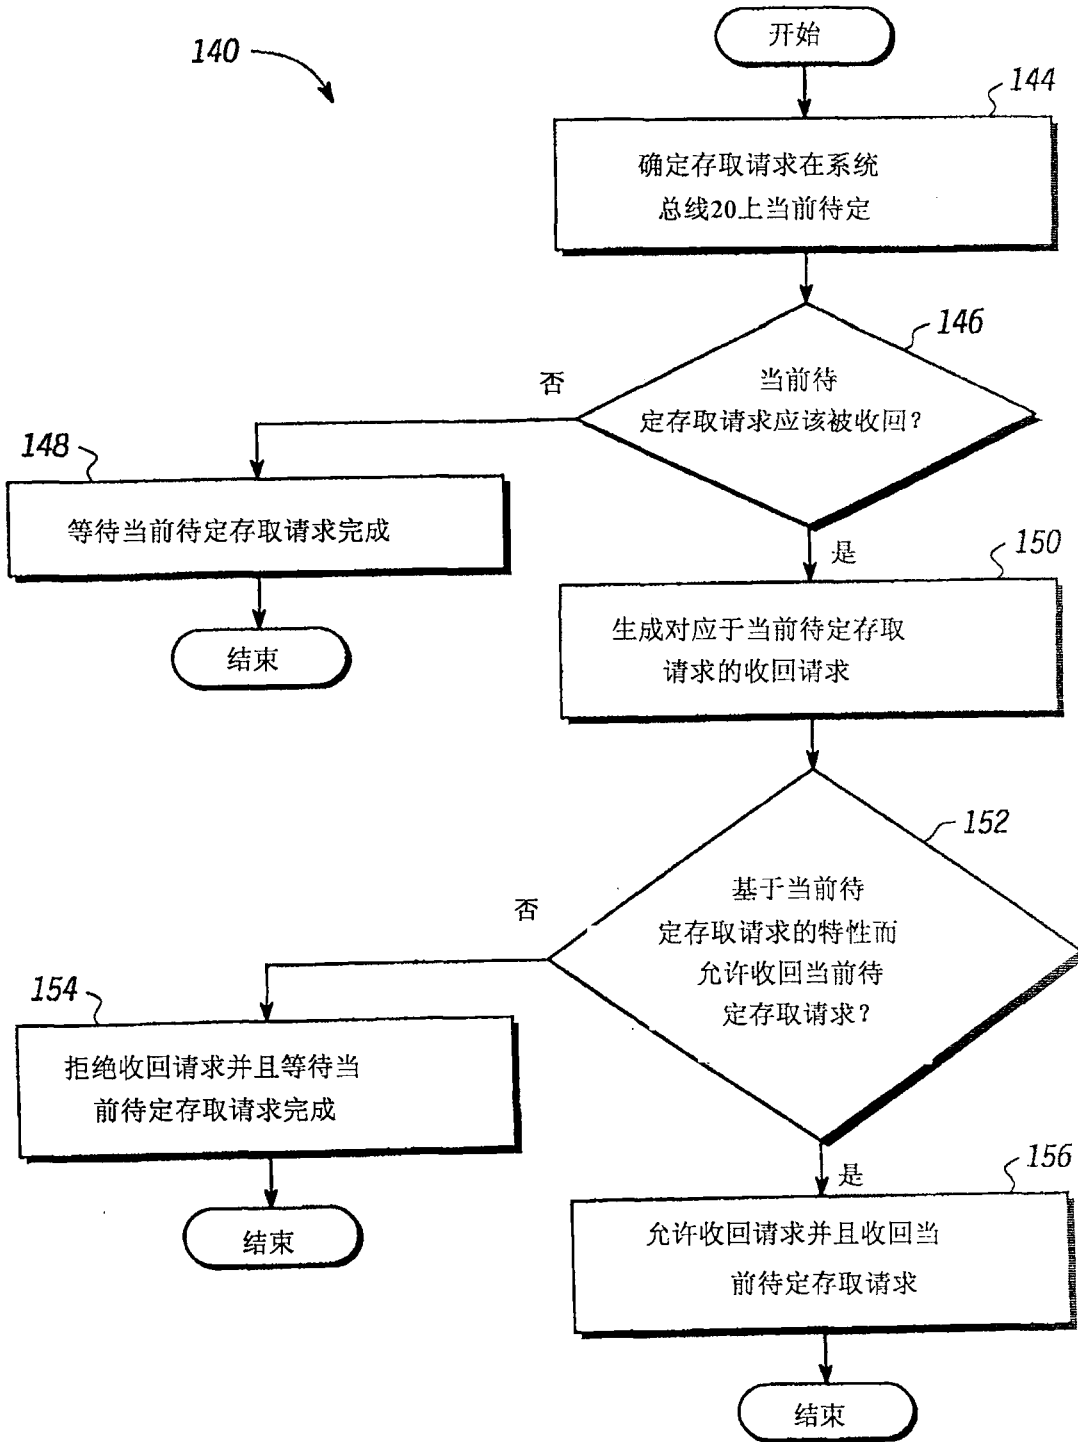 140
开始
144
确定存取请求在系统
总线20上当前待定
146
当前待
定存取请求应该被收回?
否
148
等待当前待定存取请求完成
结束
是
150
生成对应于当前待定存取
请求的收回请求
152
基于当前待
定存取请求的特性而
允许收回当前待
定存取请求?
否
154
拒绝收回请求并且等待当
前待定存取请求完成
结束
是
156
允许收回请求并且收回当
前待定存取请求
结束